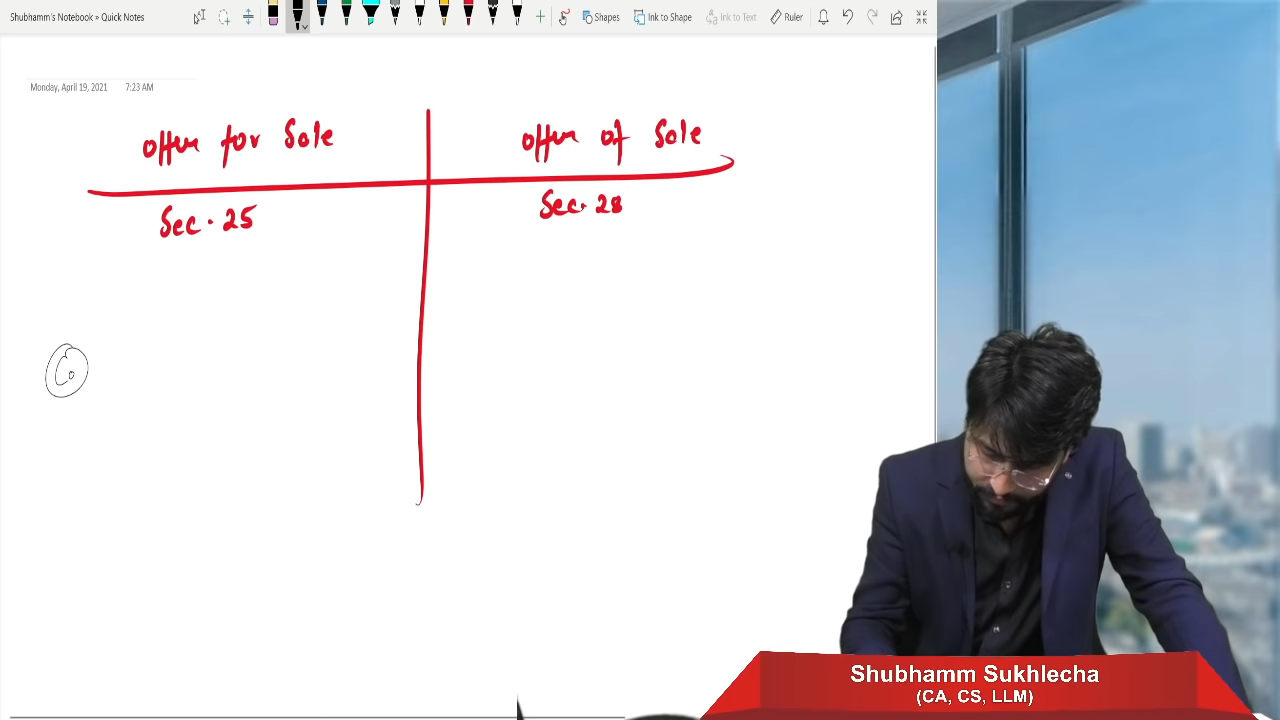 Shubhamm's Notebook » Quick Notes
Shapes
Ink to Shape
Ink to Text
Ruler
Monday, April 19, 2021 7:23 AM
Offer for Sale
Offer of Sale
Sec. 25
Sec. 28
Co
Shubhamm Sukhlecha
(CA, CS, LLM)